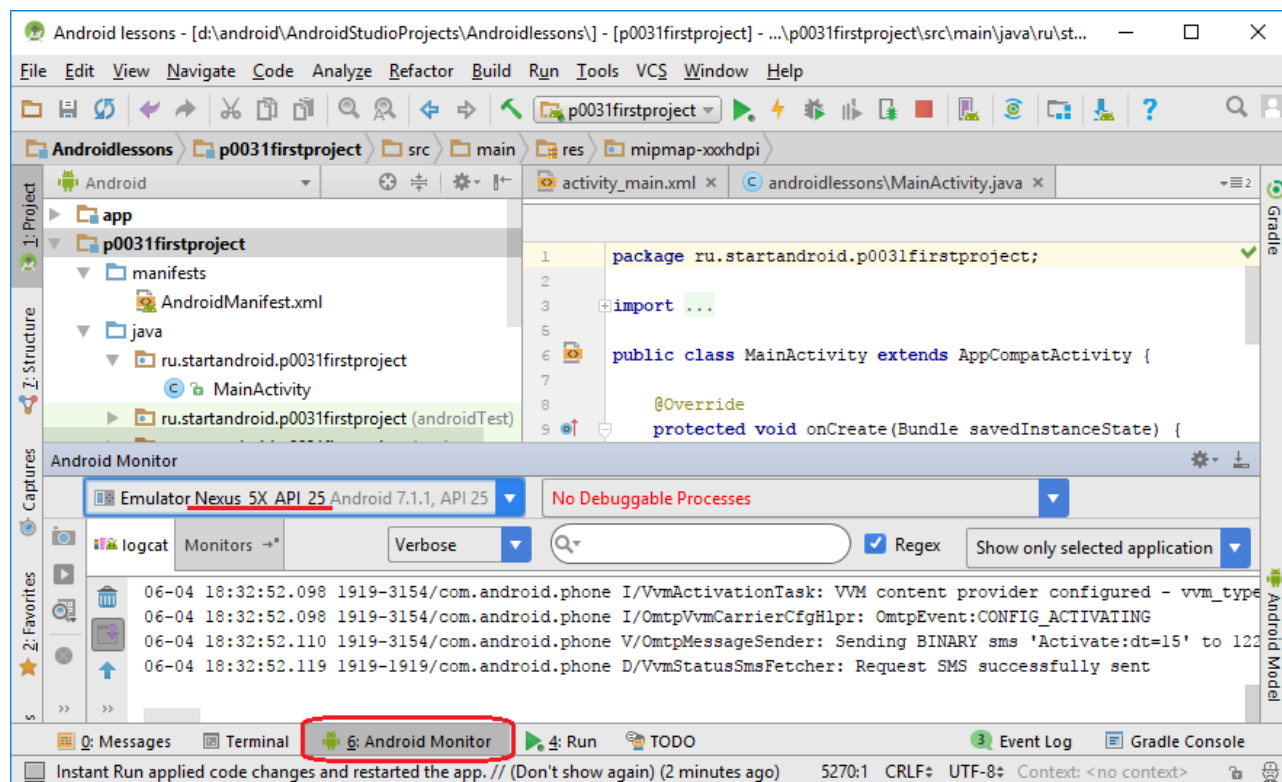 Android lessons - [d:\android\AndroidStudioProjects\Androidlessons\] - [p0031firstproject] - ...\p0031firstproject\src\main\java\ru\st...
File Edit View Navigate Code Analyze Refactor Build Run Tools VCS Window Help
p0031firstproject
Androidlessons p0031firstproject src main res mipmap-xxxhdpi
1: Project
Android
activity_main.xml
androidlessons\MainActivity.java
2
Gradle
app
p0031firstproject
manifests
AndroidManifest.xml
java
ru.startandroid.p0031firstproject
MainActivity
ru.startandroid.p0031firstproject (androidTest)
1 package ru.startandroid.p0031firstproject;
2
3 import ...
5
6 public class MainActivity extends AppCompatActivity {
7
8 @Override
9 protected void onCreate(Bundle savedInstanceState) {
Z: Structure
Captures
2: Favorites
Android Monitor
Emulator Nexus_5X_API_25 Android 7.1.1, API 25
No Debuggable Processes
logcat Monitors
Verbose
Regex
Show only selected application
06-04 18:32:52.098 1919-3154/com.android.phone I/VvmActivationTask: VVM content provider configured - vvm_type
06-04 18:32:52.098 1919-3154/com.android.phone I/OmtpVvmCarrierCfgHlpr: OmtpEvent:CONFIG_ACTIVATING
06-04 18:32:52.110 1919-3154/com.android.phone V/OmtpMessageSender: Sending BINARY sms 'Activate:dt=15' to 122
06-04 18:32:52.119 1919-1919/com.android.phone D/VvmStatusSmsFetcher: Request SMS successfully sent
Android Model
0: Messages Terminal 6: Android Monitor 4: Run TODO 3 Event Log Gradle Console
Instant Run applied code changes and restarted the app. // (Don't show again) (2 minutes ago) 5270:1 CRLF UTF-8 Context: <no context>